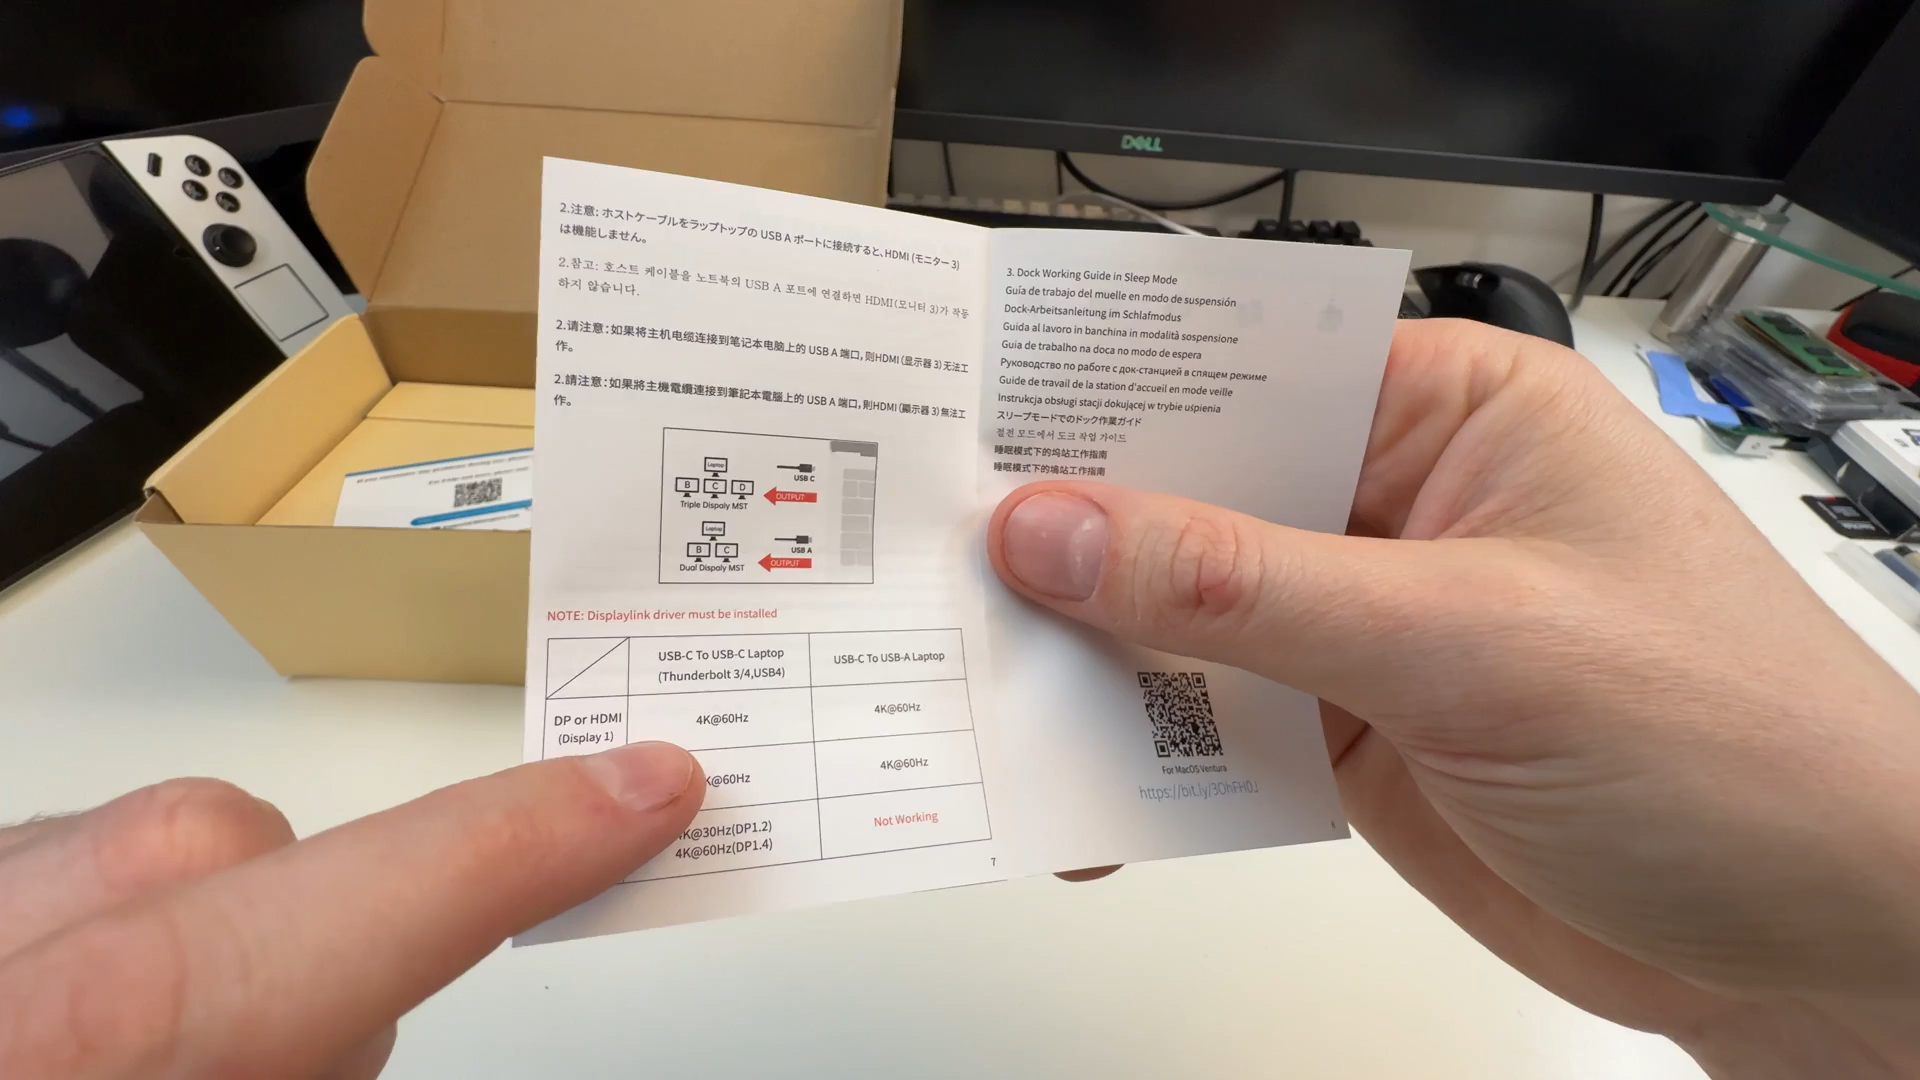 DELL
2.注意: ホストケーブルをラップトップの USB A ポートに接続すると、HDMI (モニター 3)
は機能しません。
2.참고: 호스트 케이블을 노트북의 USB A 포트에 연결하면 HDMI(모니터 3)가 작동
하지 않습니다.
2.请注意:如果将主机电缆连接到笔记本电脑上的 USB A 端口,则HDMI(显示器 3)无法工
作。
2.請注意:如果將主機電纜連接到筆記本電腦上的 USB A 端口,則HDMI(顯示器 3)無法工
作。
Laptop
B C D
Triple Dispaly MST
USB C
OUTPUT
Laptop
B C
Dual Dispaly MST
USB A
OUTPUT
NOTE: Displaylink driver must be installed
USB-C To USB-C Laptop
(Thunderbolt 3/4,USB4)
USB-C To USB-A Laptop
DP or HDMI
(Display 1)
4K@60Hz
4K@60Hz
K@60Hz
4K@60Hz
4K@30Hz(DP1.2)
4K@60Hz(DP1.4)
Not Working
7
3. Dock Working Guide in Sleep Mode
Guía de trabajo del muelle en modo de suspensión
Dock-Arbeitsanleitung im Schlafmodus
Guida al lavoro in banchina in modalità sospensione
Guia de trabalho na doca no modo de espera
Руководство по работе с док-станцией в спящем режиме
Guide de travail de la station d'accueil en mode veille
Instrukcja obsługi stacji dokującej w trybie uśpienia
スリープモードでのドック作業ガイド
절전 모드에서 도크 작업 가이드
睡眠模式下的坞站工作指南
睡眠模式下的塢站工作指南
For MacOS Ventura
https://bit.ly/3OhFH0J
8